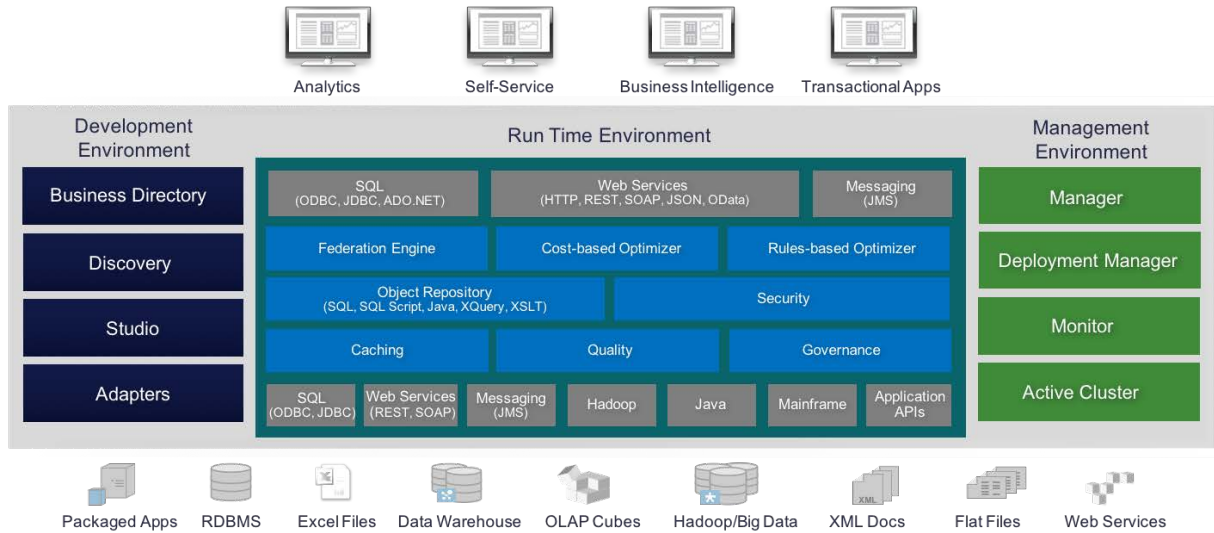 Analytics
Self-Service
Business Intelligence
Transactional Apps
Development
Environment
Business Directory
Discovery
Studio
Adapters
Run Time Environment
SQL
(ODBC, JDBC, ADO.NET)
Web Services
(HTTP, REST, SOAP, JSON, OData)
Messaging
(JMS)
Federation Engine
Cost-based Optimizer
Rules-based Optimizer
Object Repository
(SQL, SQL Script, Java, XQuery, XSLT)
Security
Caching
Quality
Governance
SQL
(ODBC, JDBC)
Web Services
(REST, SOAP)
Messaging
(JMS)
Hadoop
Java
Mainframe
Application
APIs
Management
Environment
Manager
Deployment Manager
Monitor
Active Cluster
XML
Packaged Apps
RDBMS
Excel Files
Data Warehouse
OLAP Cubes
Hadoop/Big Data
XML Docs
Flat Files
Web Services